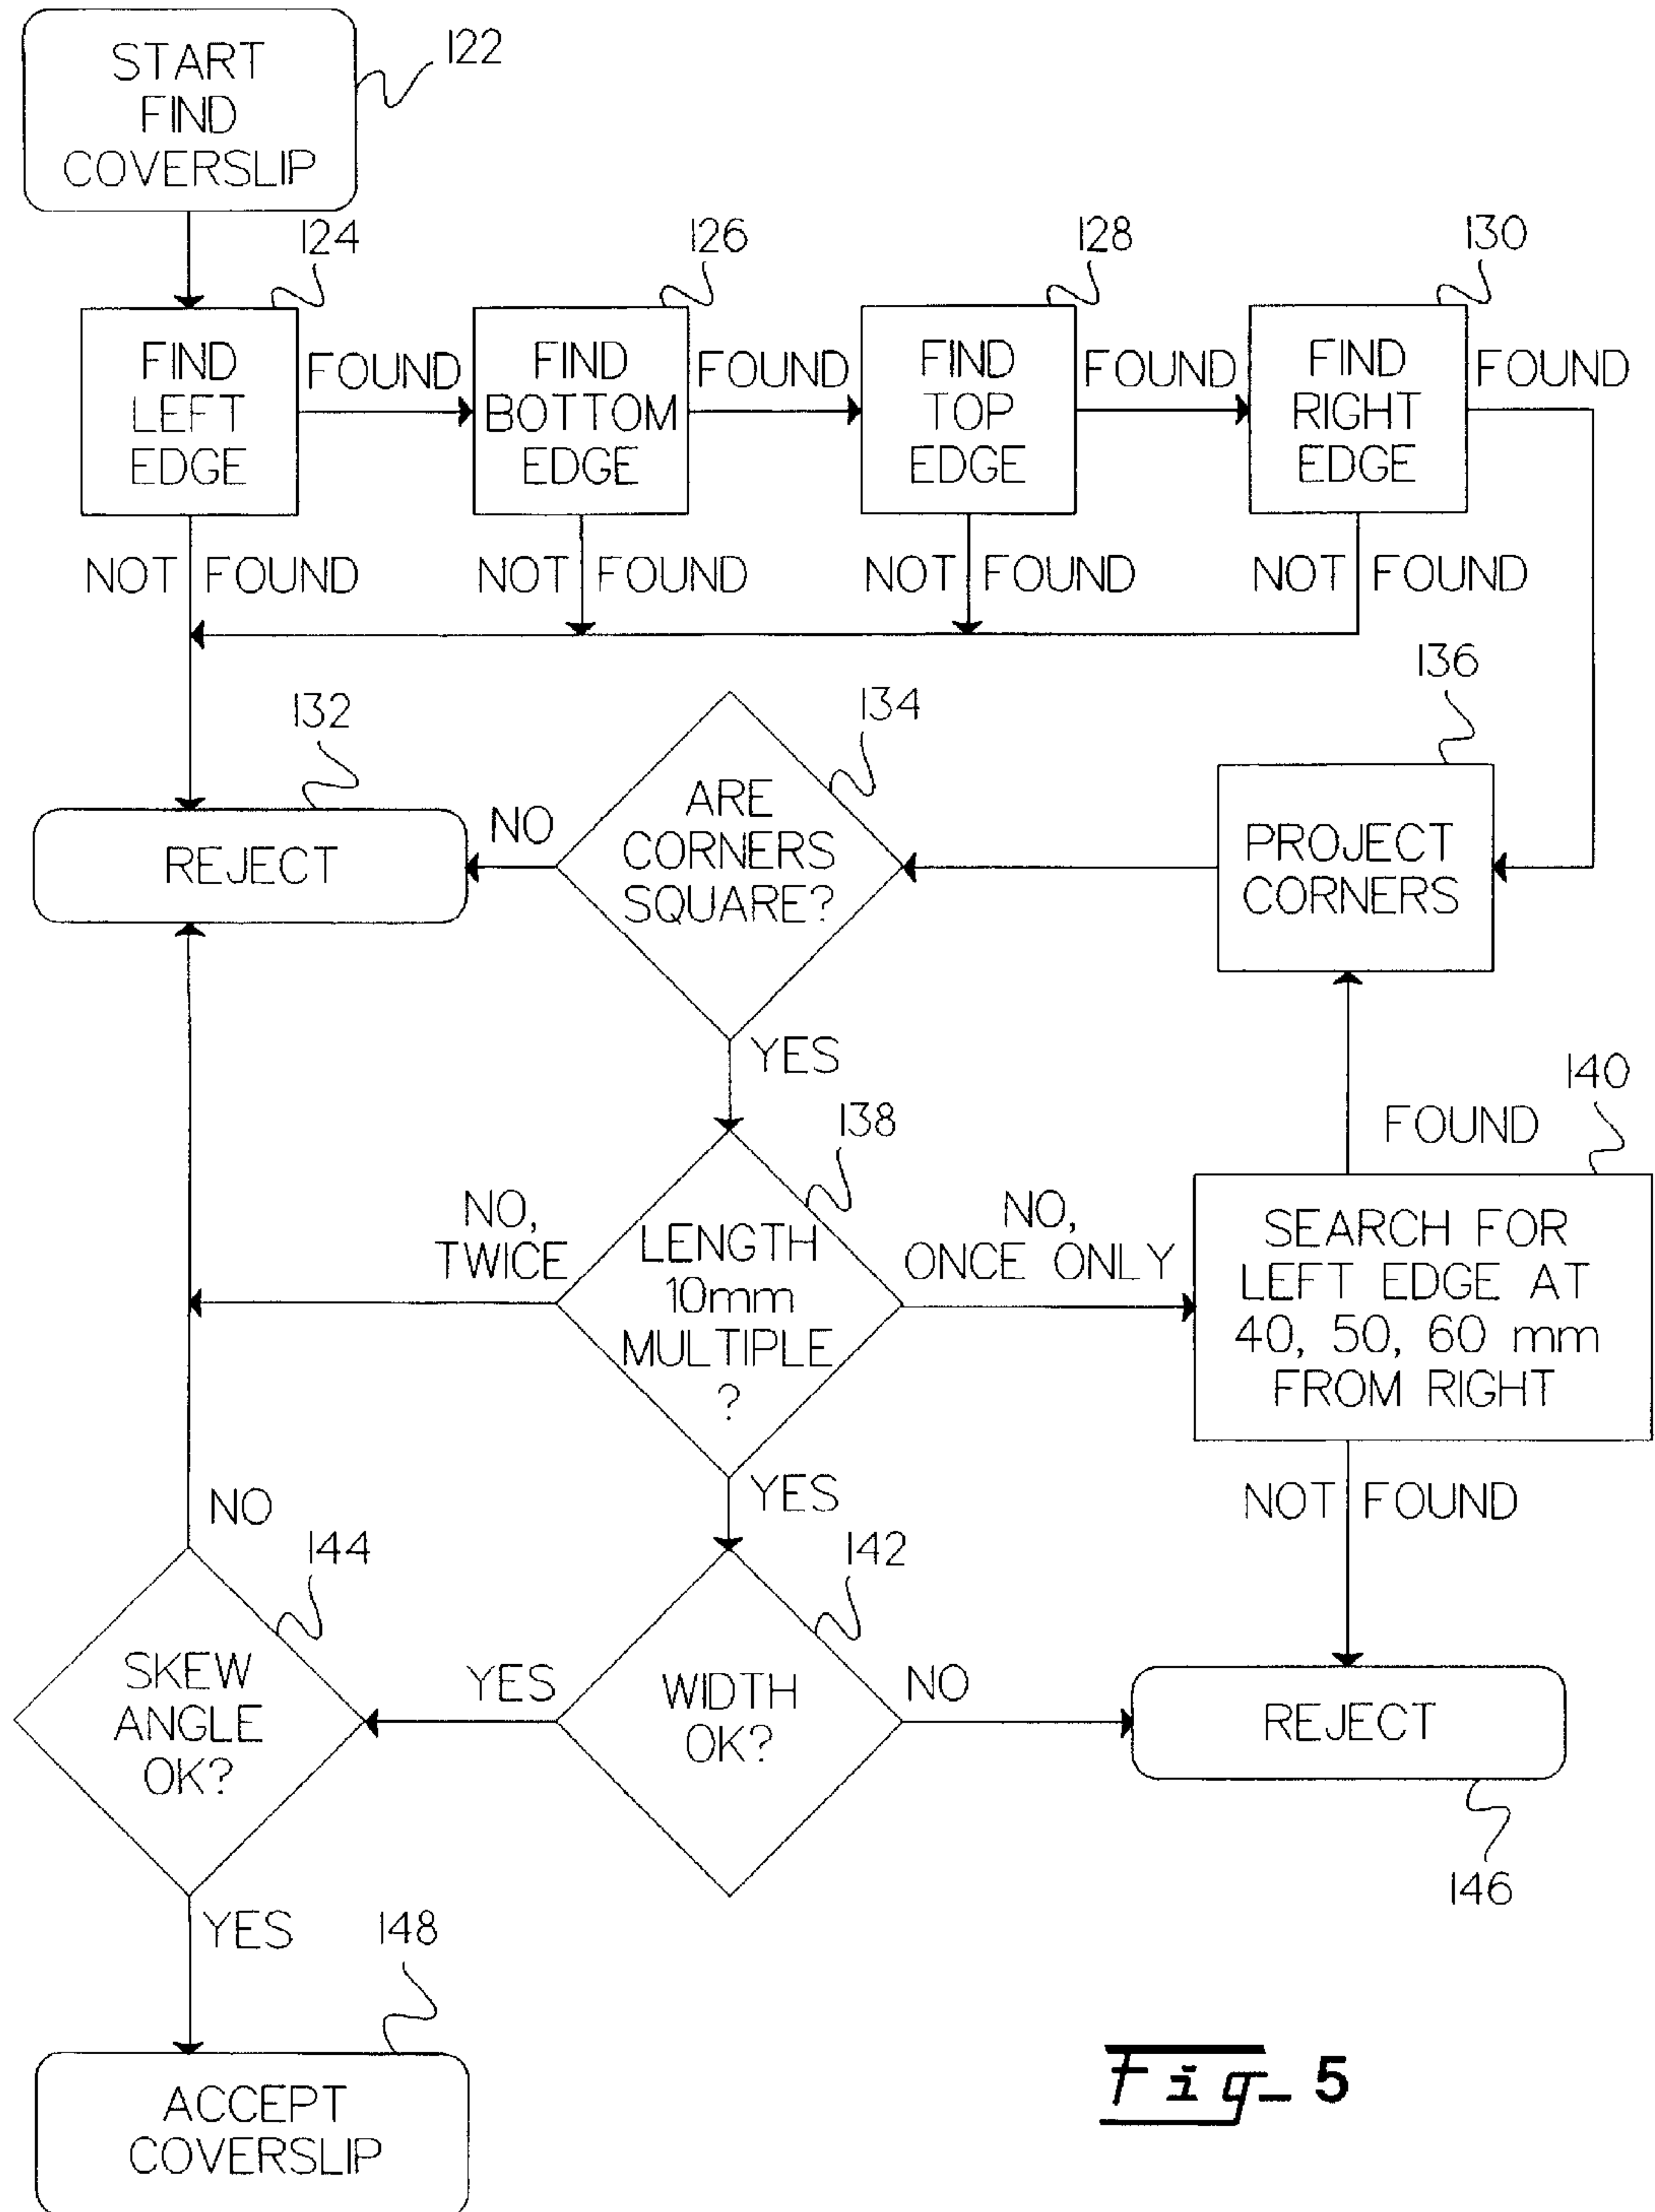 START
FIND
COVERSLIP
122
124
126
128
130
FIND
LEFT
EDGE
FOUND
FIND
BOTTOM
EDGE
FOUND
FIND
TOP
EDGE
FOUND
FIND
RIGHT
EDGE
FOUND
NOT FOUND
NOT FOUND
NOT FOUND
NOT FOUND
132
134
136
REJECT
NO
ARE
CORNERS
SQUARE?
PROJECT
CORNERS
YES
138
140
FOUND
NO,
TWICE
LENGTH
10mm
MULTIPLE
?
NO,
ONCE ONLY
SEARCH FOR
LEFT EDGE AT
40, 50, 60 mm
FROM RIGHT
NO
YES
NOT FOUND
144
142
SKEW
ANGLE
OK?
YES
WIDTH
OK?
NO
REJECT
146
YES
148
ACCEPT
COVERSLIP
Fig_ 5